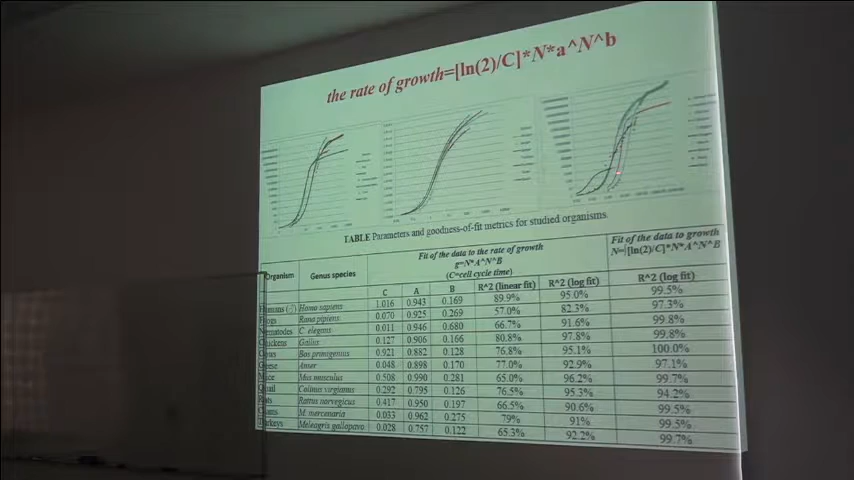 the rate of growth=[ln(2)/C]*N*a^N^b
TABLE Parameters and goodness-of-fit metrics for studied organisms.
Organism Genus species Fit of the data to the rate of growth Fit of the data to growth
g=N*A^N^B N=∫[ln(2)/C]*N*A^N^B
(C=cell cycle time)
C A B R^2 (linear fit) R^2 (log fit) R^2 (log fit)
Humans (♂) Homo sapiens 1.016 0.943 0.169 89.9% 95.0% 99.5%
Frogs Rana pipiens 0.070 0.925 0.269 57.0% 82.3% 97.3%
Nematodes C. elegans 0.011 0.946 0.680 66.7% 91.6% 99.8%
Chickens Gallus 0.127 0.906 0.166 80.8% 97.8% 99.8%
Cows Bos primigenius 0.921 0.882 0.128 76.8% 95.1% 100.0%
Geese Anser 0.048 0.898 0.170 77.0% 92.9% 97.1%
Mice Mus musculus 0.508 0.990 0.281 65.0% 96.2% 99.7%
Quail Colinus virgianus 0.292 0.795 0.126 76.5% 95.3% 94.2%
Rats Rattus norvegicus 0.417 0.950 0.197 66.5% 90.6% 99.5%
Clams M. mercenaria 0.033 0.962 0.275 79% 91% 99.5%
Turkeys Meleagris gallopavo 0.028 0.757 0.122 65.3% 92.2% 99.7%